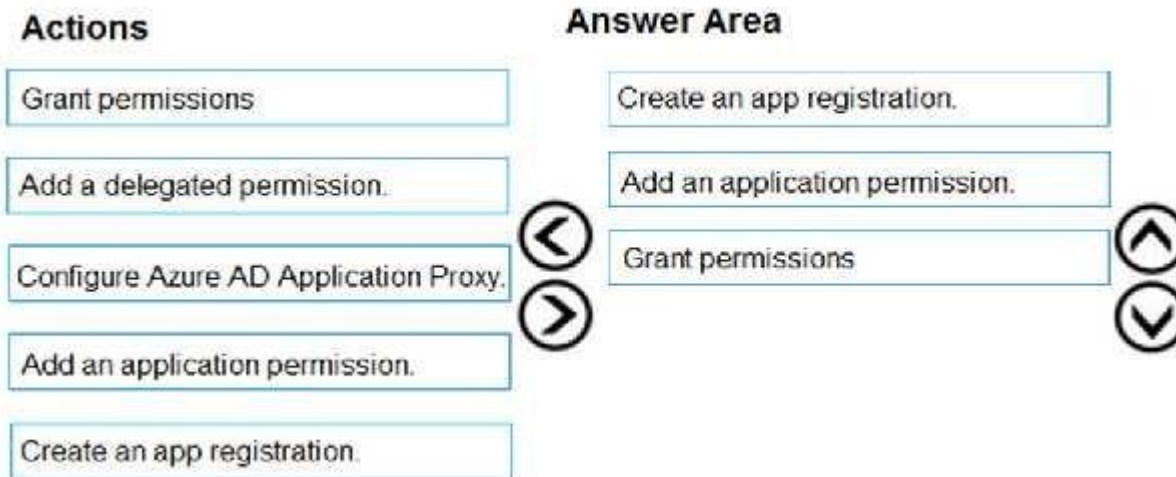 Actions
Grant permissions
Add a delegated permission.
Configure Azure AD Application Proxy.
Add an application permission.
Create an app registration.
Answer Area
Create an app registration.
Add an application permission.
Grant permissions